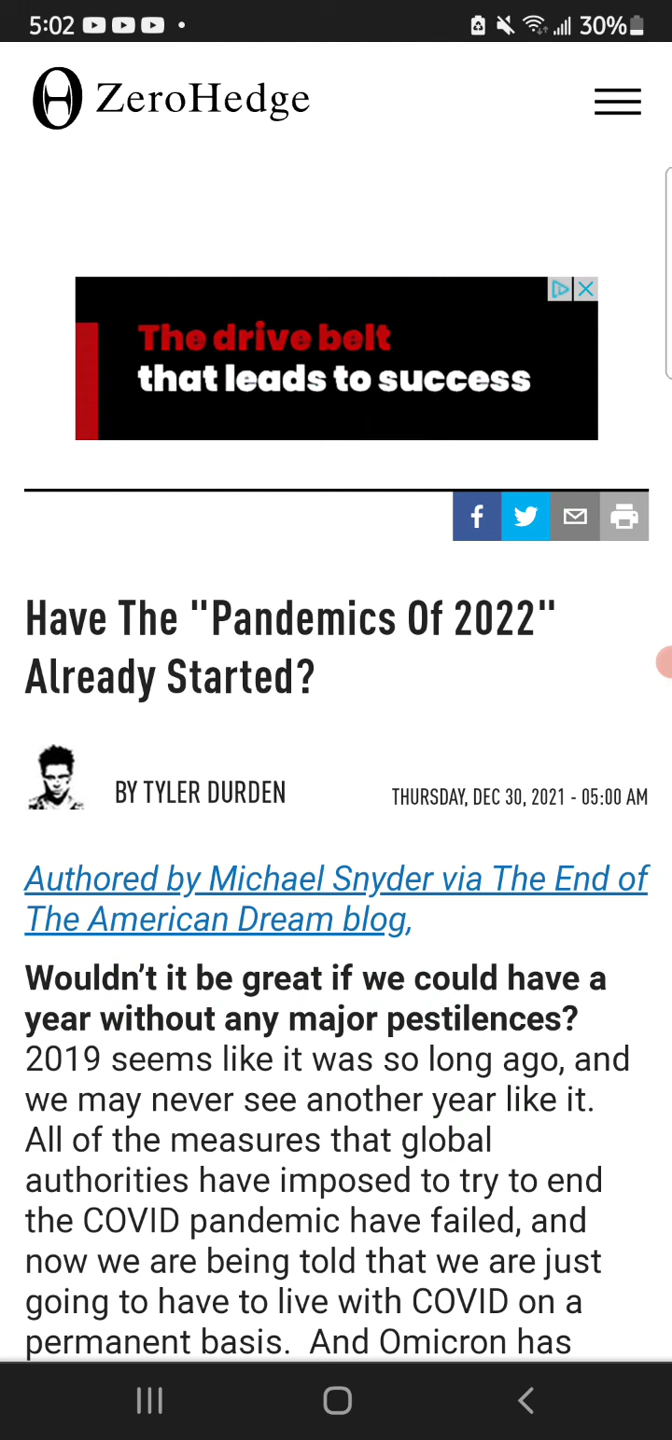 5:02 30%
ZeroHedge
The drive belt
that leads to success
Have The "Pandemics Of 2022"
Already Started?
BY TYLER DURDEN THURSDAY, DEC 30, 2021 - 05:00 AM
Authored by Michael Snyder via The End of
The American Dream blog,
Wouldn’t it be great if we could have a
year without any major pestilences?
2019 seems like it was so long ago, and
we may never see another year like it.
All of the measures that global
authorities have imposed to try to end
the COVID pandemic have failed, and
now we are being told that we are just
going to have to live with COVID on a
permanent basis.  And Omicron has